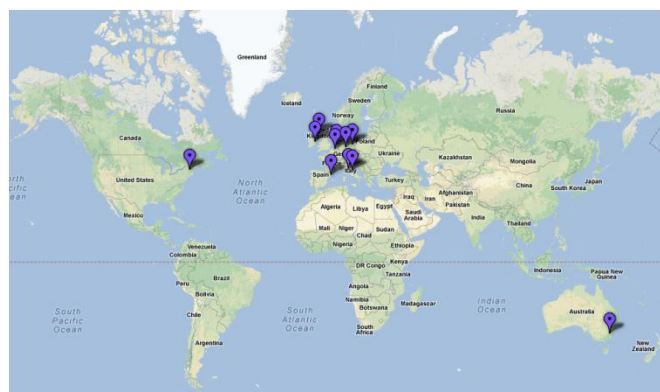 Greenland
Iceland
Finland
Sweden
Norway
Russia
Canada
Poland
Ukraine
Kazakhstan
Mongolia
Spain
Italy
Turkey
United States
North
Atlantic
Ocean
Afghanistan
China
South Korea
Japan
Iraq
Iran
Pakistan
Algeria
Libya
Egypt
Saudi
Arabia
India
Thailand
Mexico
Mali
Niger
Chad
Sudan
Nigeria
Ethiopia
Venezuela
Colombia
DR Congo
Kenya
Tanzania
Indonesia
Papua New
Guinea
Brazil
Peru
Bolivia
Angola
Namibia
Botswana
Madagascar
Indian
Ocean
Australia
South
Pacific
Ocean
Chile
South
Atlantic
Ocean
South
Africa
Argentina
New
Zealand